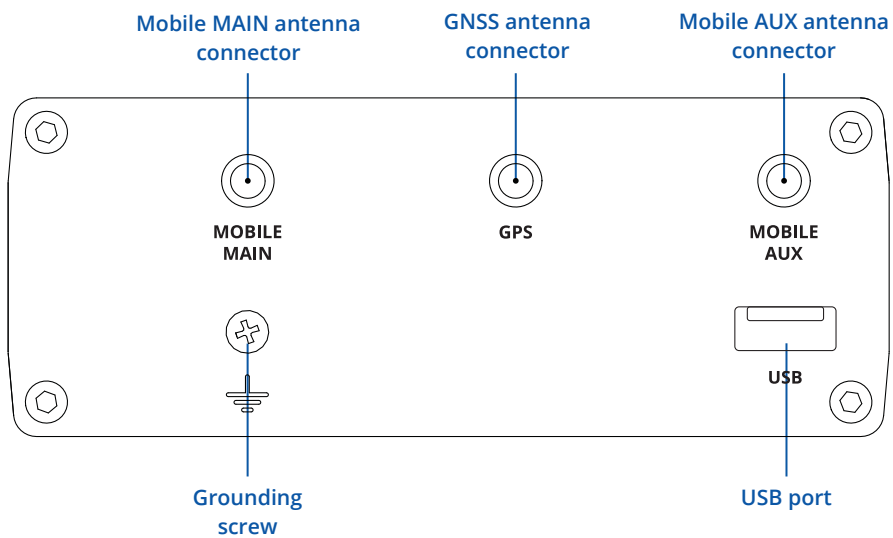 Mobile MAIN antenna
connector
GNSS antenna
connector
Mobile AUX antenna
connector
MOBILE
MAIN
GPS
MOBILE
AUX
USB
Grounding
screw
USB port